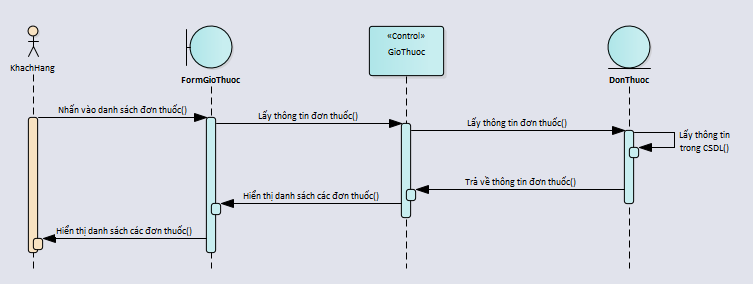 KhachHang
FormGioThuoc
«Control»
GioThuoc
DonThuoc
Nhấn vào danh sách đơn thuốc()
Lấy thông tin đơn thuốc()
Lấy thông tin đơn thuốc()
Lấy thông tin
trong CSDL()
Trả về thông tin đơn thuốc()
Hiển thị danh sách các đơn thuốc()
Hiển thị danh sách các đơn thuốc()